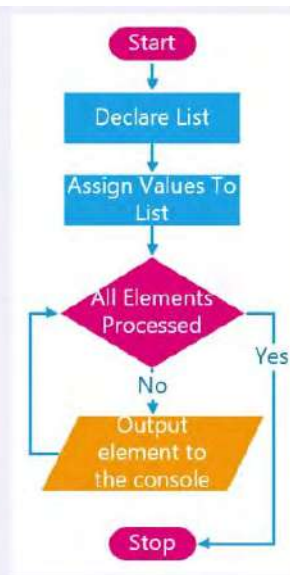 Start
Declare List
Assign Values To
List
All Elements
Processed
Yes
No
Output
element to
the console
Stop